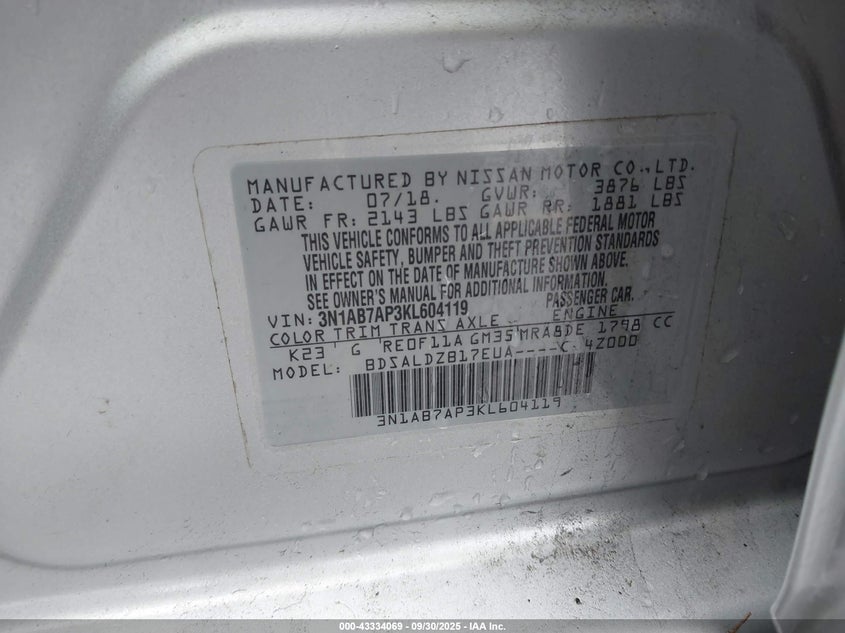 MANUFACTURED BY NISSAN MOTOR CO.,LTD.
DATE: 07/18. GVWR: 3876 LBS
GAWR FR: 2143 LBS GAWR RR: 1881 LBS
THIS VEHICLE CONFORMS TO ALL APPLICABLE FEDERAL MOTOR
VEHICLE SAFETY, BUMPER AND THEFT PREVENTION STANDARDS
IN EFFECT ON THE DATE OF MANUFACTURE SHOWN ABOVE.
SEE OWNER'S MANUAL FOR ADDITIONAL INFORMATION.
VIN: 3N1AB7AP3KL604119 PASSENGER CAR.
COLOR TRIM TRANS AXLE ENGINE
K23 G RE0F11A GM35 MRA8DE 1798 CC
MODEL: BDSALDZB17EUA----C 4Z000
3N1AB7AP3KL604119
000-43334069 - 09/30/2025 - IAA Inc.